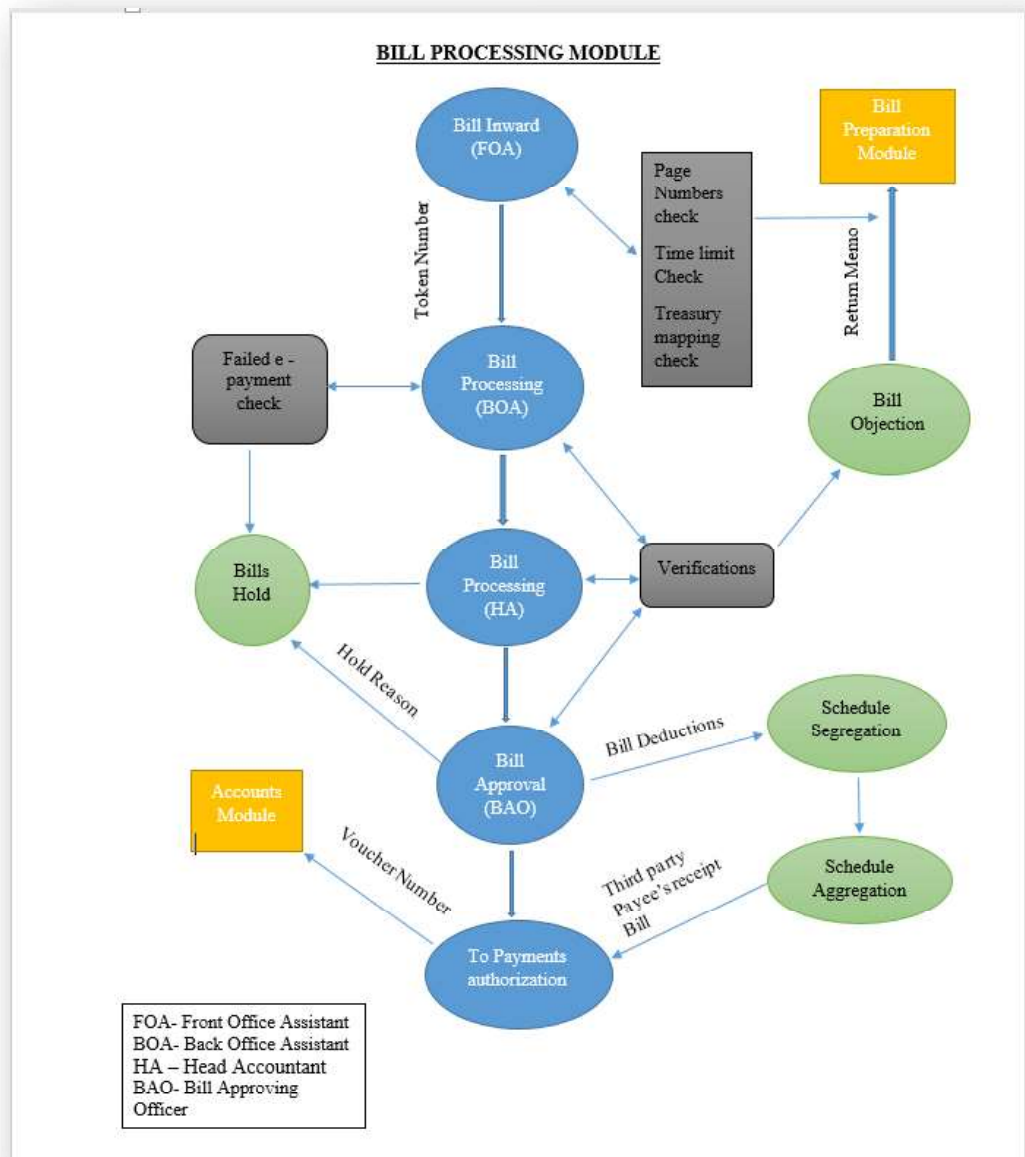 BILL PROCESSING MODULE
Bill Inward
(FOA)
Bill
Preparation
Module
Page
Numbers
check
Time limit
Check
Treasury
mapping
check
Token Number
Return Memo
Failed e -
payment
check
Bill
Processing
(BOA)
Bill
Objection
Bills
Hold
Bill
Processing
(HA)
Verifications
Hold Reason
Bill Deductions
Schedule
Segregation
Bill
Approval
(BAO)
Accounts
Module
Voucher Number
Third party
Payee's receipt
Bill
Schedule
Aggregation
To Payments
authorization
FOA- Front Office Assistant
BOA- Back Office Assistant
HA – Head Accountant
BAO- Bill Approving
Officer